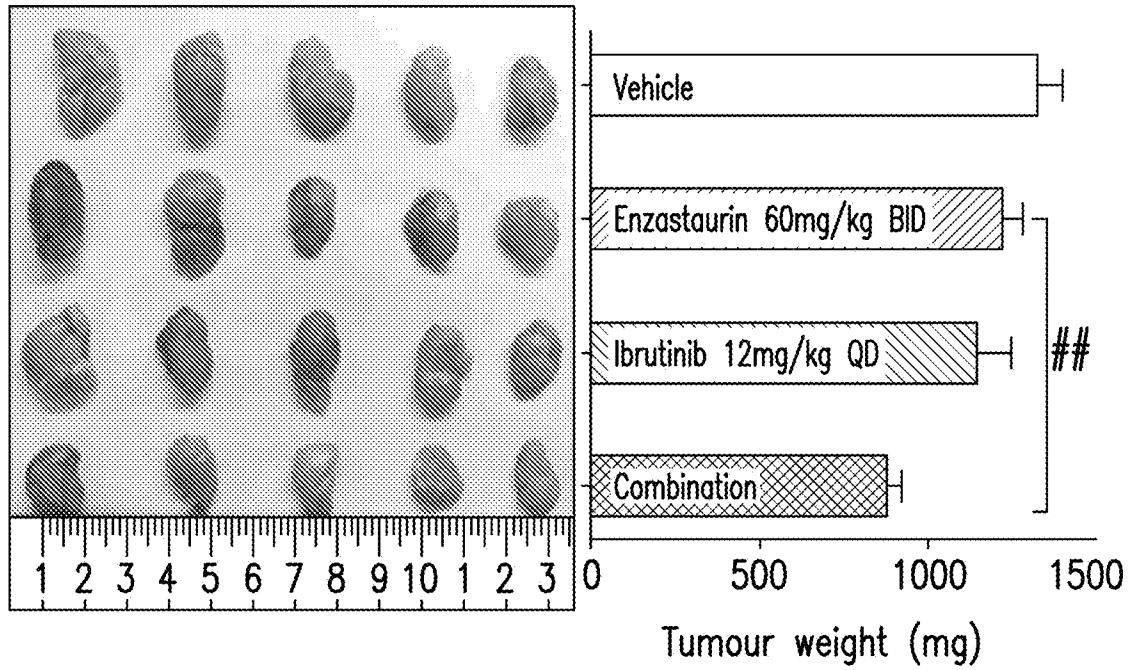 Vehicle
Enzastaurin 60mg/kg BID
Ibrutinib 12mg/kg QD
##
Combination
1 2 3 4 5 6 7 8 9 10 1 2 3
0 500 1000 1500
Tumour weight (mg)